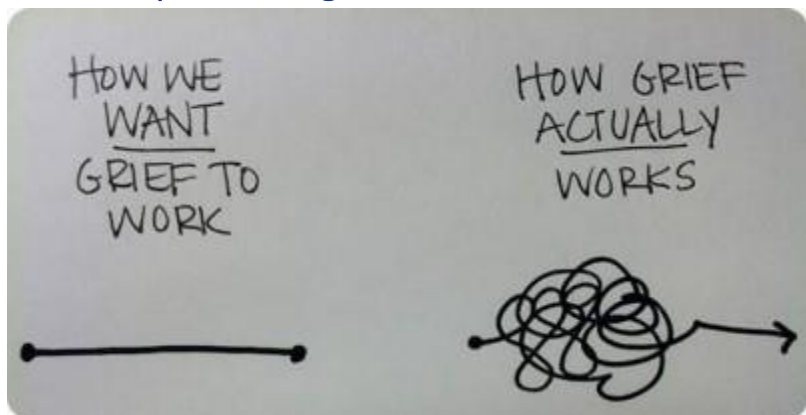 HOW WE
WANT
GRIEF TO
WORK
HOW GRIEF
ACTUALLY
WORKS